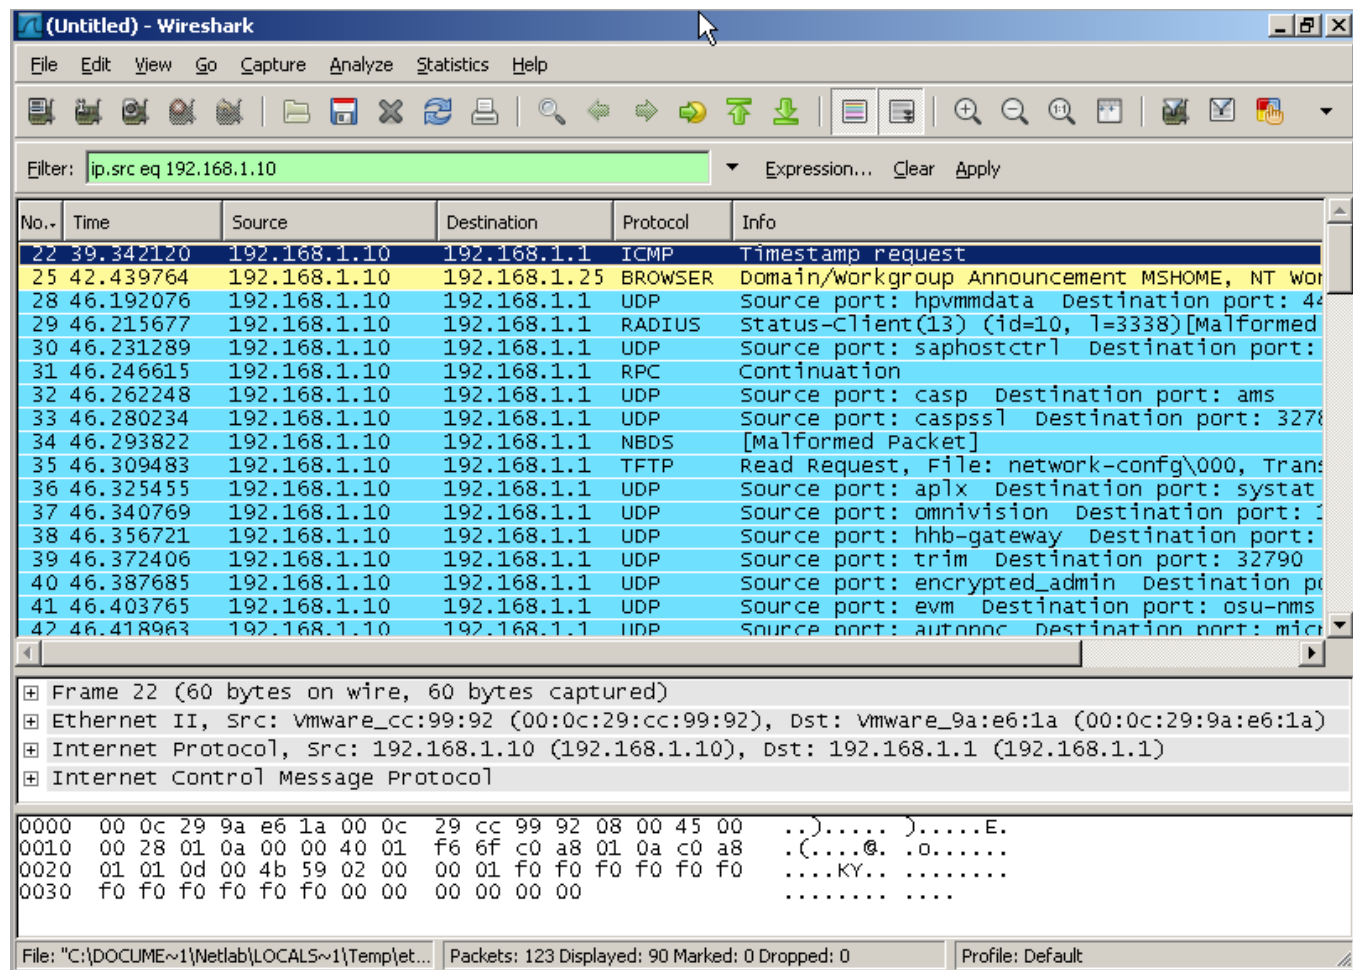 (Untitled) - Wireshark
File Edit View Go Capture Analyze Statistics Help
Filter: ip.src eq 192.168.1.10 Expression... Clear Apply
No. Time Source Destination Protocol Info
22 39.342120 192.168.1.10 192.168.1.1 ICMP Timestamp request
25 42.439764 192.168.1.10 192.168.1.25 BROWSER Domain/Workgroup Announcement MSHOME, NT Wor
28 46.192076 192.168.1.10 192.168.1.1 UDP Source port: hpvmmdata Destination port: 44
29 46.215677 192.168.1.10 192.168.1.1 RADIUS Status-Client(13) (id=10, l=3338)[Malformed
30 46.231289 192.168.1.10 192.168.1.1 UDP Source port: saphostctrl Destination port:
31 46.246615 192.168.1.10 192.168.1.1 RPC Continuation
32 46.262248 192.168.1.10 192.168.1.1 UDP Source port: casp Destination port: ams
33 46.280234 192.168.1.10 192.168.1.1 UDP Source port: caspssl Destination port: 3278
34 46.293822 192.168.1.10 192.168.1.1 NBDS [Malformed Packet]
35 46.309483 192.168.1.10 192.168.1.1 TFTP Read Request, File: network-confg\000, Trans
36 46.325455 192.168.1.10 192.168.1.1 UDP Source port: aplx Destination port: systat
37 46.340769 192.168.1.10 192.168.1.1 UDP Source port: omnivision Destination port: 1
38 46.356721 192.168.1.10 192.168.1.1 UDP Source port: hhb-gateway Destination port:
39 46.372406 192.168.1.10 192.168.1.1 UDP Source port: trim Destination port: 32790
40 46.387685 192.168.1.10 192.168.1.1 UDP Source port: encrypted_admin Destination po
41 46.403765 192.168.1.10 192.168.1.1 UDP Source port: evm Destination port: osu-nms
42 46.418963 192.168.1.10 192.168.1.1 UDP Source port: autonoc Destination port: micr
Frame 22 (60 bytes on wire, 60 bytes captured)
Ethernet II, Src: Vmware_cc:99:92 (00:0c:29:cc:99:92), Dst: Vmware_9a:e6:1a (00:0c:29:9a:e6:1a)
Internet Protocol, Src: 192.168.1.10 (192.168.1.10), Dst: 192.168.1.1 (192.168.1.1)
Internet Control Message Protocol
0000 00 0c 29 9a e6 1a 00 0c 29 cc 99 92 08 00 45 00 ..)..... ).....E.
0010 00 28 01 0a 00 00 40 01 f6 6f c0 a8 01 0a c0 a8 .(....@. .o......
0020 01 01 0d 00 4b 59 02 00 00 01 f0 f0 f0 f0 f0 f0 ....KY.. ........
0030 f0 f0 f0 f0 f0 f0 00 00 00 00 00 00 ........ ....
File: "C:\DOCUME~1\Netlab\LOCALS~1\Temp\et... Packets: 123 Displayed: 90 Marked: 0 Dropped: 0 Profile: Default